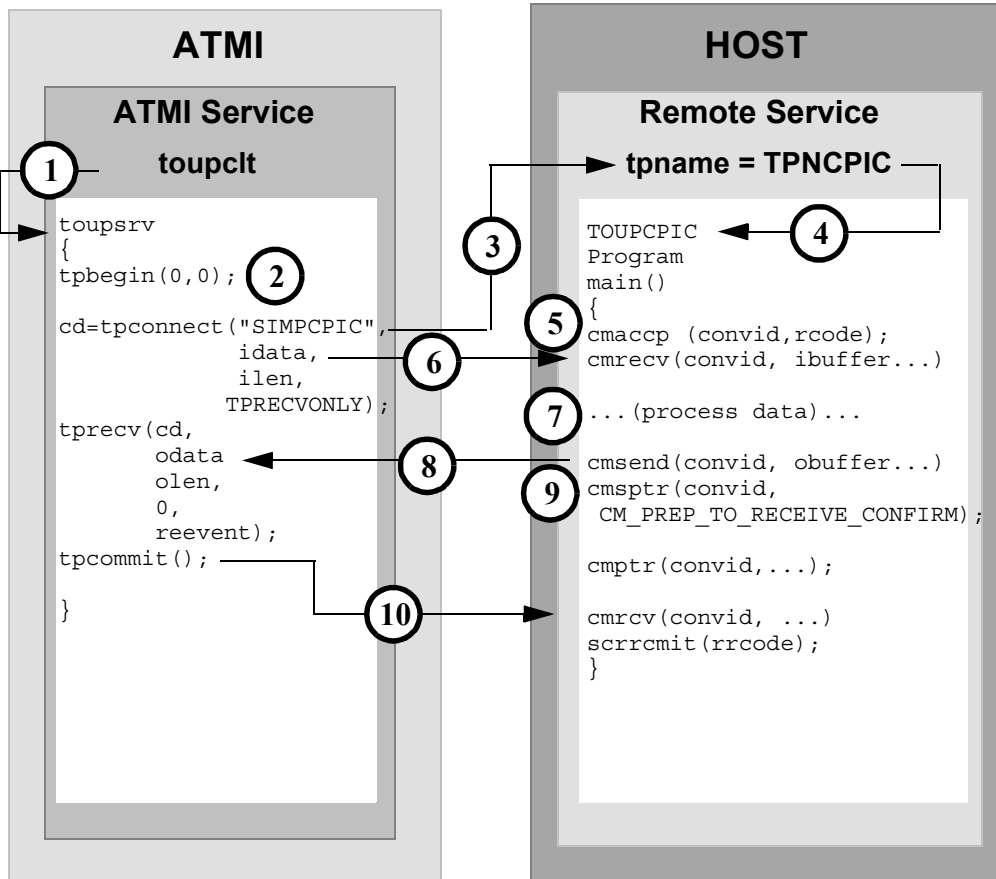 ATMI
ATMI Service
toupclt
1
toupsrv
{
tpbegin(0,0);
2
cd=tpconnect("SIMPCPIC",
idata,
ilen,
TPRECVONLY);
tprecv(cd,
odata
olen,
0,
reevent);
tpcommit();
}
3
6
8
10
HOST
Remote Service
tpname = TPNCPIC
4
TOUPCPIC
Program
main()
{
5
cmaccp (convid,rcode);
cmrecv(convid, ibuffer...)
7
...(process data)...
cmsend(convid, obuffer...)
9
cmsptr(convid,
CM_PREP_TO_RECEIVE_CONFIRM);
cmptr(convid,...);
cmrcv(convid, ...)
scrrcmit(rrcode);
}